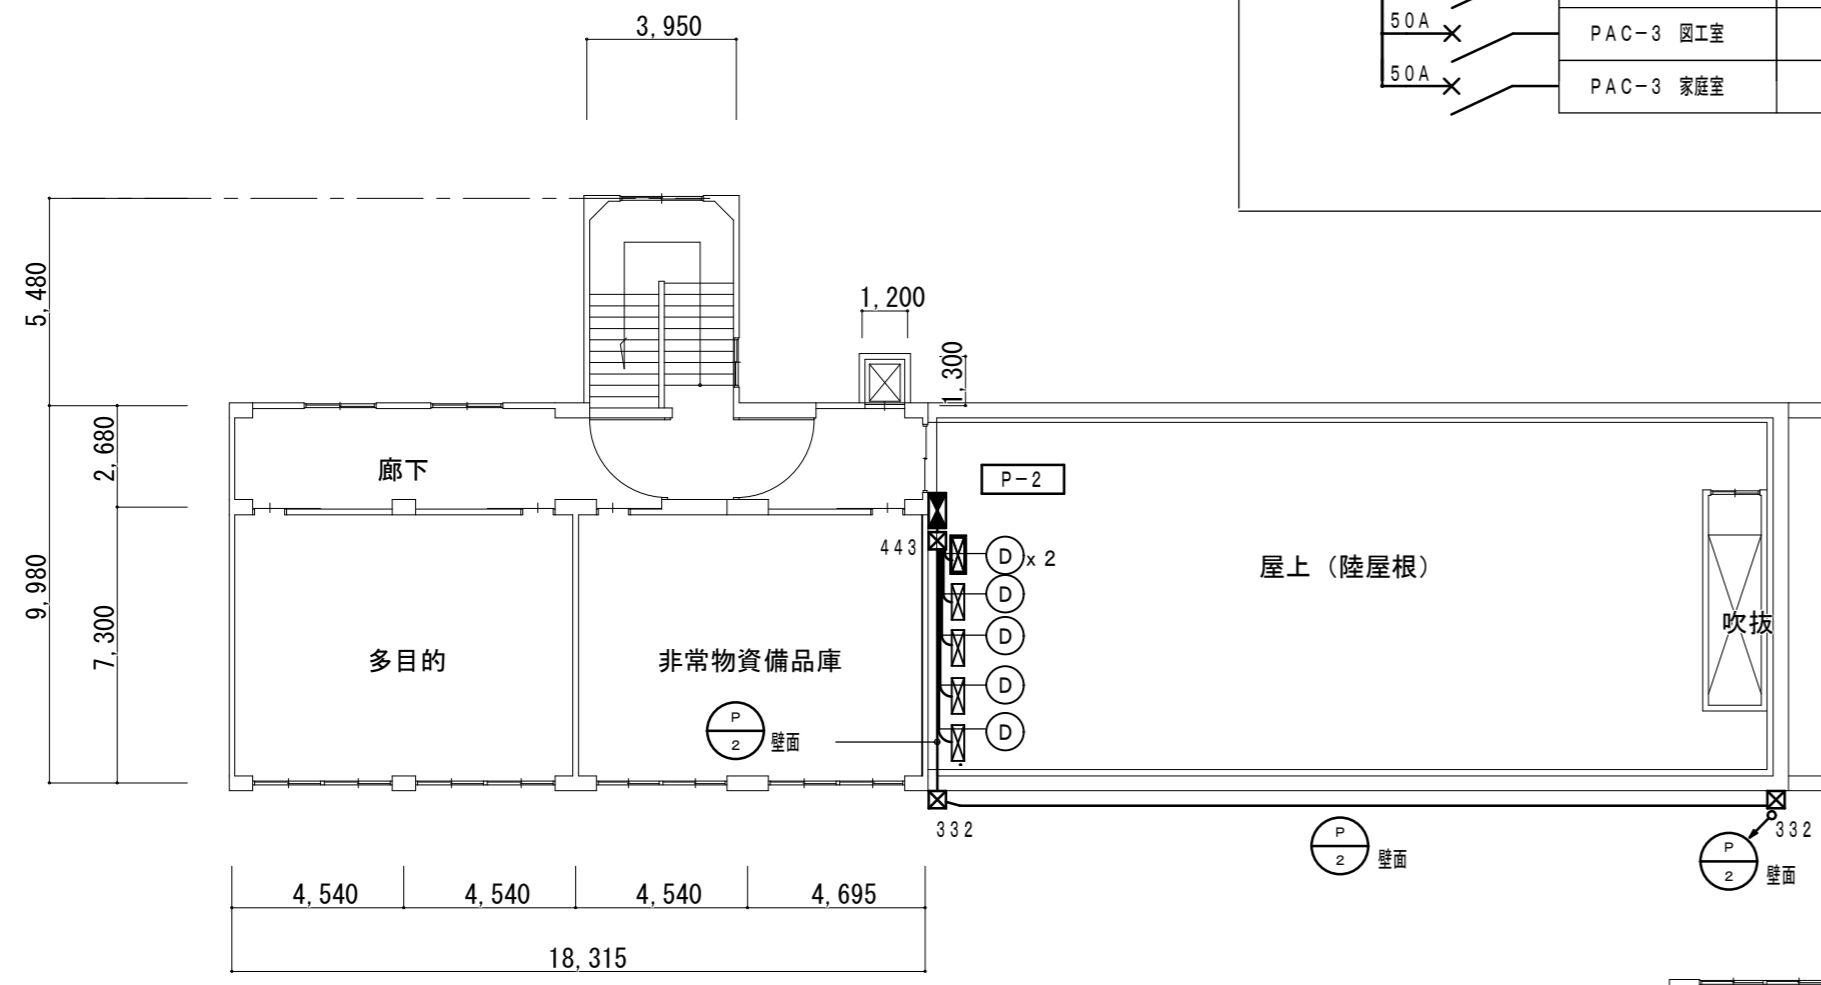 3,950
50A
PAC-3 図工室
50A
PAC-3 家庭室
5,480
1,200
1,300
2,680
廊下
P-2
443
D x2
D
D
D
D
屋上（陸屋根）
吹抜
9,980
7,300
多目的
非常物資備品庫
P
2
壁面
332
P
2
壁面
332
P
2
壁面
4,540
4,540
4,540
4,695
18,315